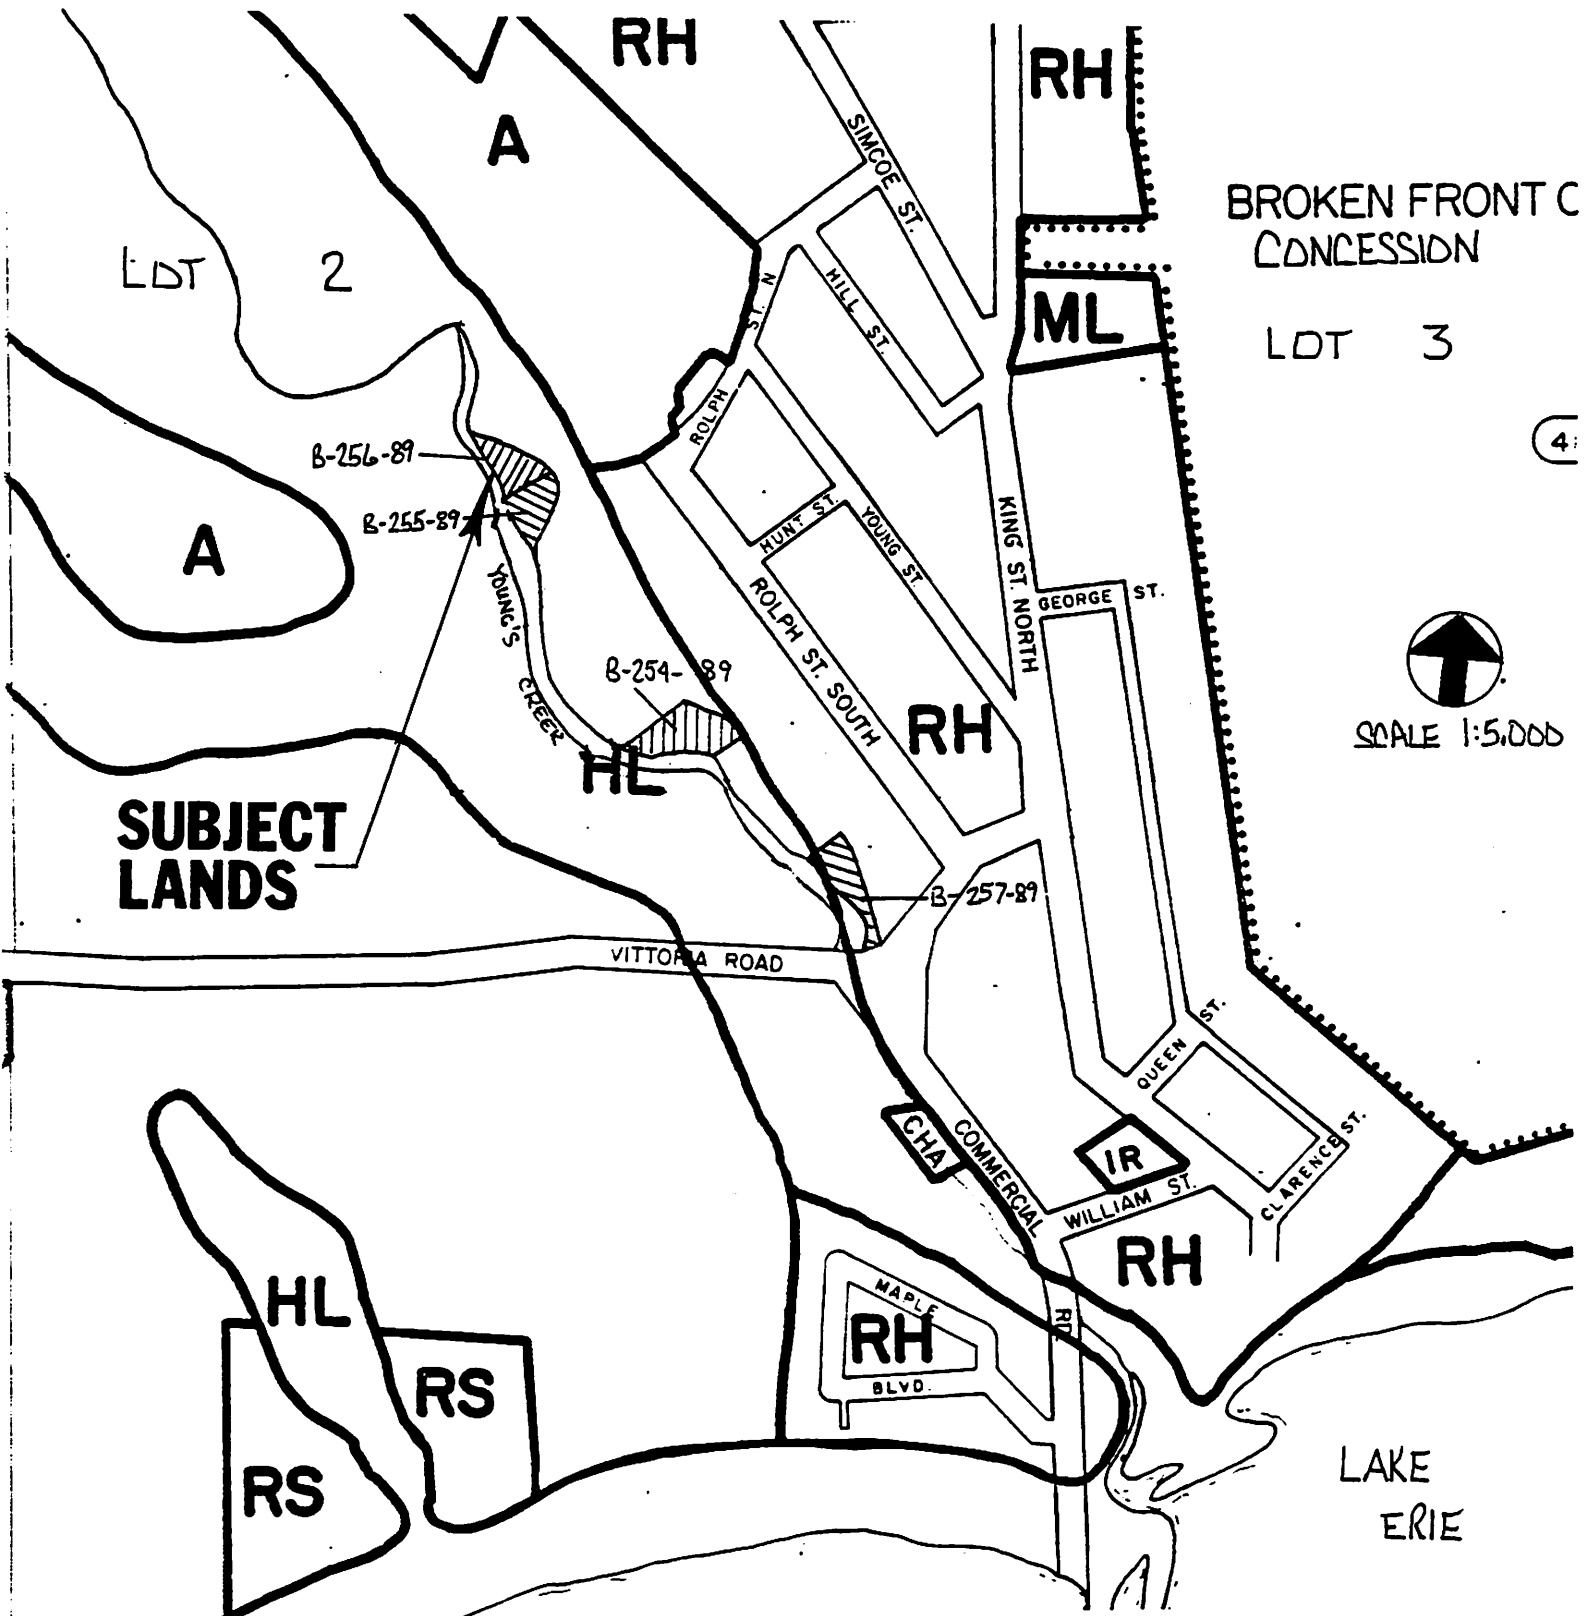 RH
RH
A
SIMCOE ST.
BROKEN FRONT C
CONCESSION
LOT 2
ST. N
HILL ST.
ML
LOT 3
ROLPH
4
B-256-89
B-255-89
A
HUNT ST.
YOUNG ST.
KING ST. NORTH
YOUNG'S
CREEK
ROLPH ST. SOUTH
GEORGE ST.
B-254-89
RH
HL
SCALE 1:5,000
SUBJECT
LANDS
B-257-89
VITTORIA ROAD
QUEEN ST.
CHA
COMMERCIAL
IR
WILLIAM ST.
CLARENCE ST.
RH
HL
MAPLE
RH
BLVD.
RD.
RS
RS
LAKE
ERIE